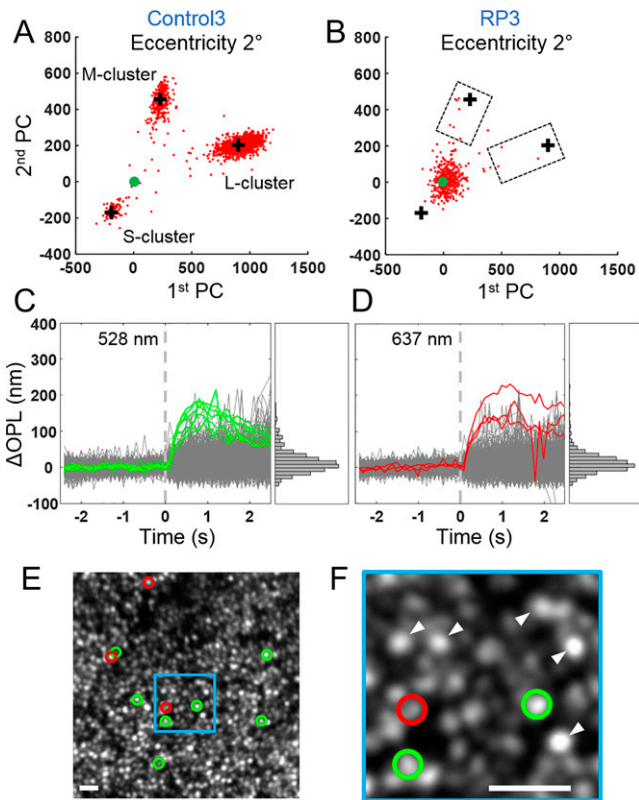 Control3
RP3
A
Eccentricity 2°
B
Eccentricity 2°
800
M-cluster
600
400
200
0
-200
-400
2nd PC
L-cluster
S-cluster
-500 0 500 1000 1500
1st PC
800
600
400
200
0
-200
-400
-500 0 500 1000 1500
1st PC
C
D
400
300
200
100
0
-100
ΔOPL (nm)
528 nm
637 nm
-2 -1 0 1 2
Time (s)
-2 -1 0 1 2
Time (s)
E
F